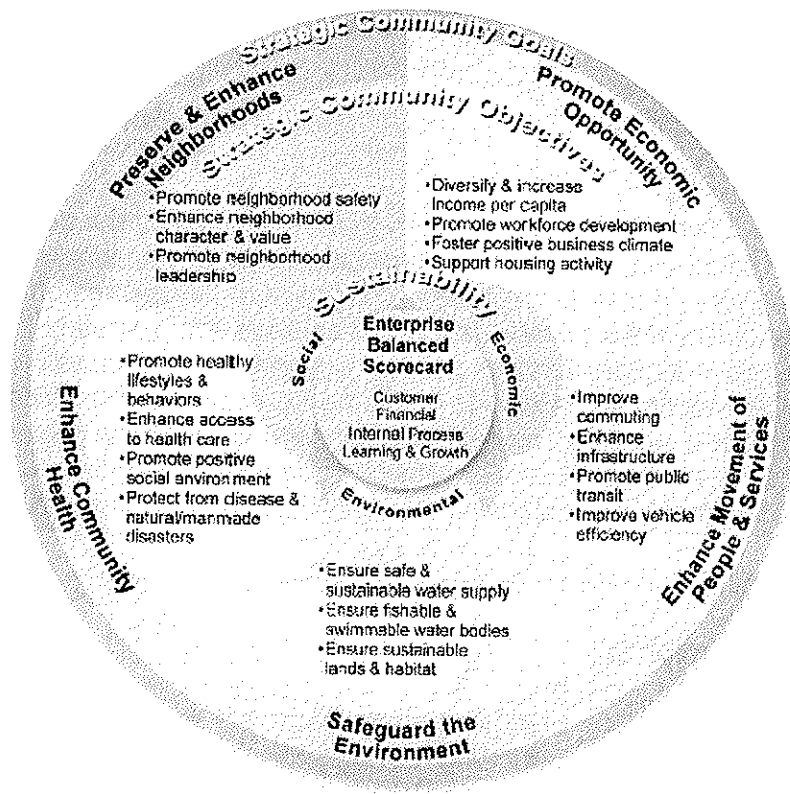 Strategic Community Goals
Preserve & Enhance
Neighborhoods
Promote Economic
Opportunity
Strategic Community Objectives
•Promote neighborhood safety
•Enhance neighborhood
character & value
•Promote neighborhood
leadership
•Diversify & increase
Income per capita
•Promote workforce development
•Foster positive business climate
•Support housing activity
Sustainability
Social
Economic
Environmental
Enterprise
Balanced
Scorecard
Customer
Financial
Internal Process
Learning & Growth
•Promote healthy
lifestyles &
behaviors
•Enhance access
to health care
•Promote positive
social environment
•Protect from disease &
natural/manmade
disasters
Enhance Community
Health
•Improve
commuting
•Enhance
infrastructure
•Promote public
transit
•Improve vehicle
efficiency
Enhance Movement of
People & Services
•Ensure safe &
sustainable water supply
•Ensure fishable &
swimmable water bodies
•Ensure sustainable
lands & habitat
Safeguard the
Environment